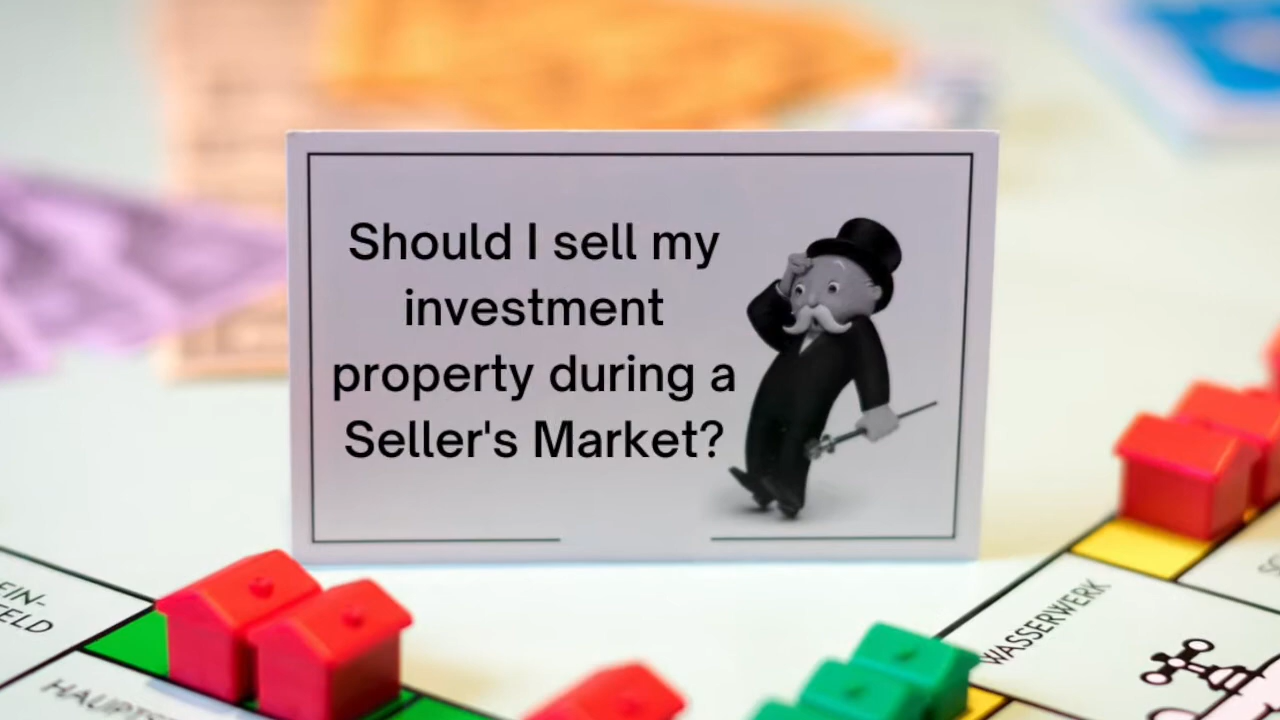 Should I sell my
investment
property during a
Seller's Market?
WASSERWERK